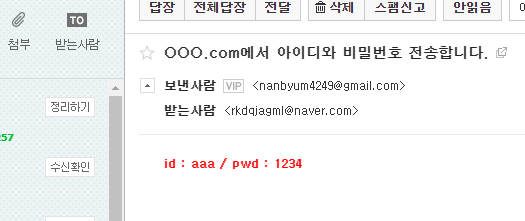 답장 전체답장 전달 삭제 스팸신고 안읽음
TO
첨부 받는사람
OOO.com에서 아이디와 비밀번호 전송합니다.
보낸사람 VIP <nanbyum4249@gmail.com>
받는사람 <rkdqjagml@naver.com>
정리하기
257
수신확인
id : aaa / pwd : 1234